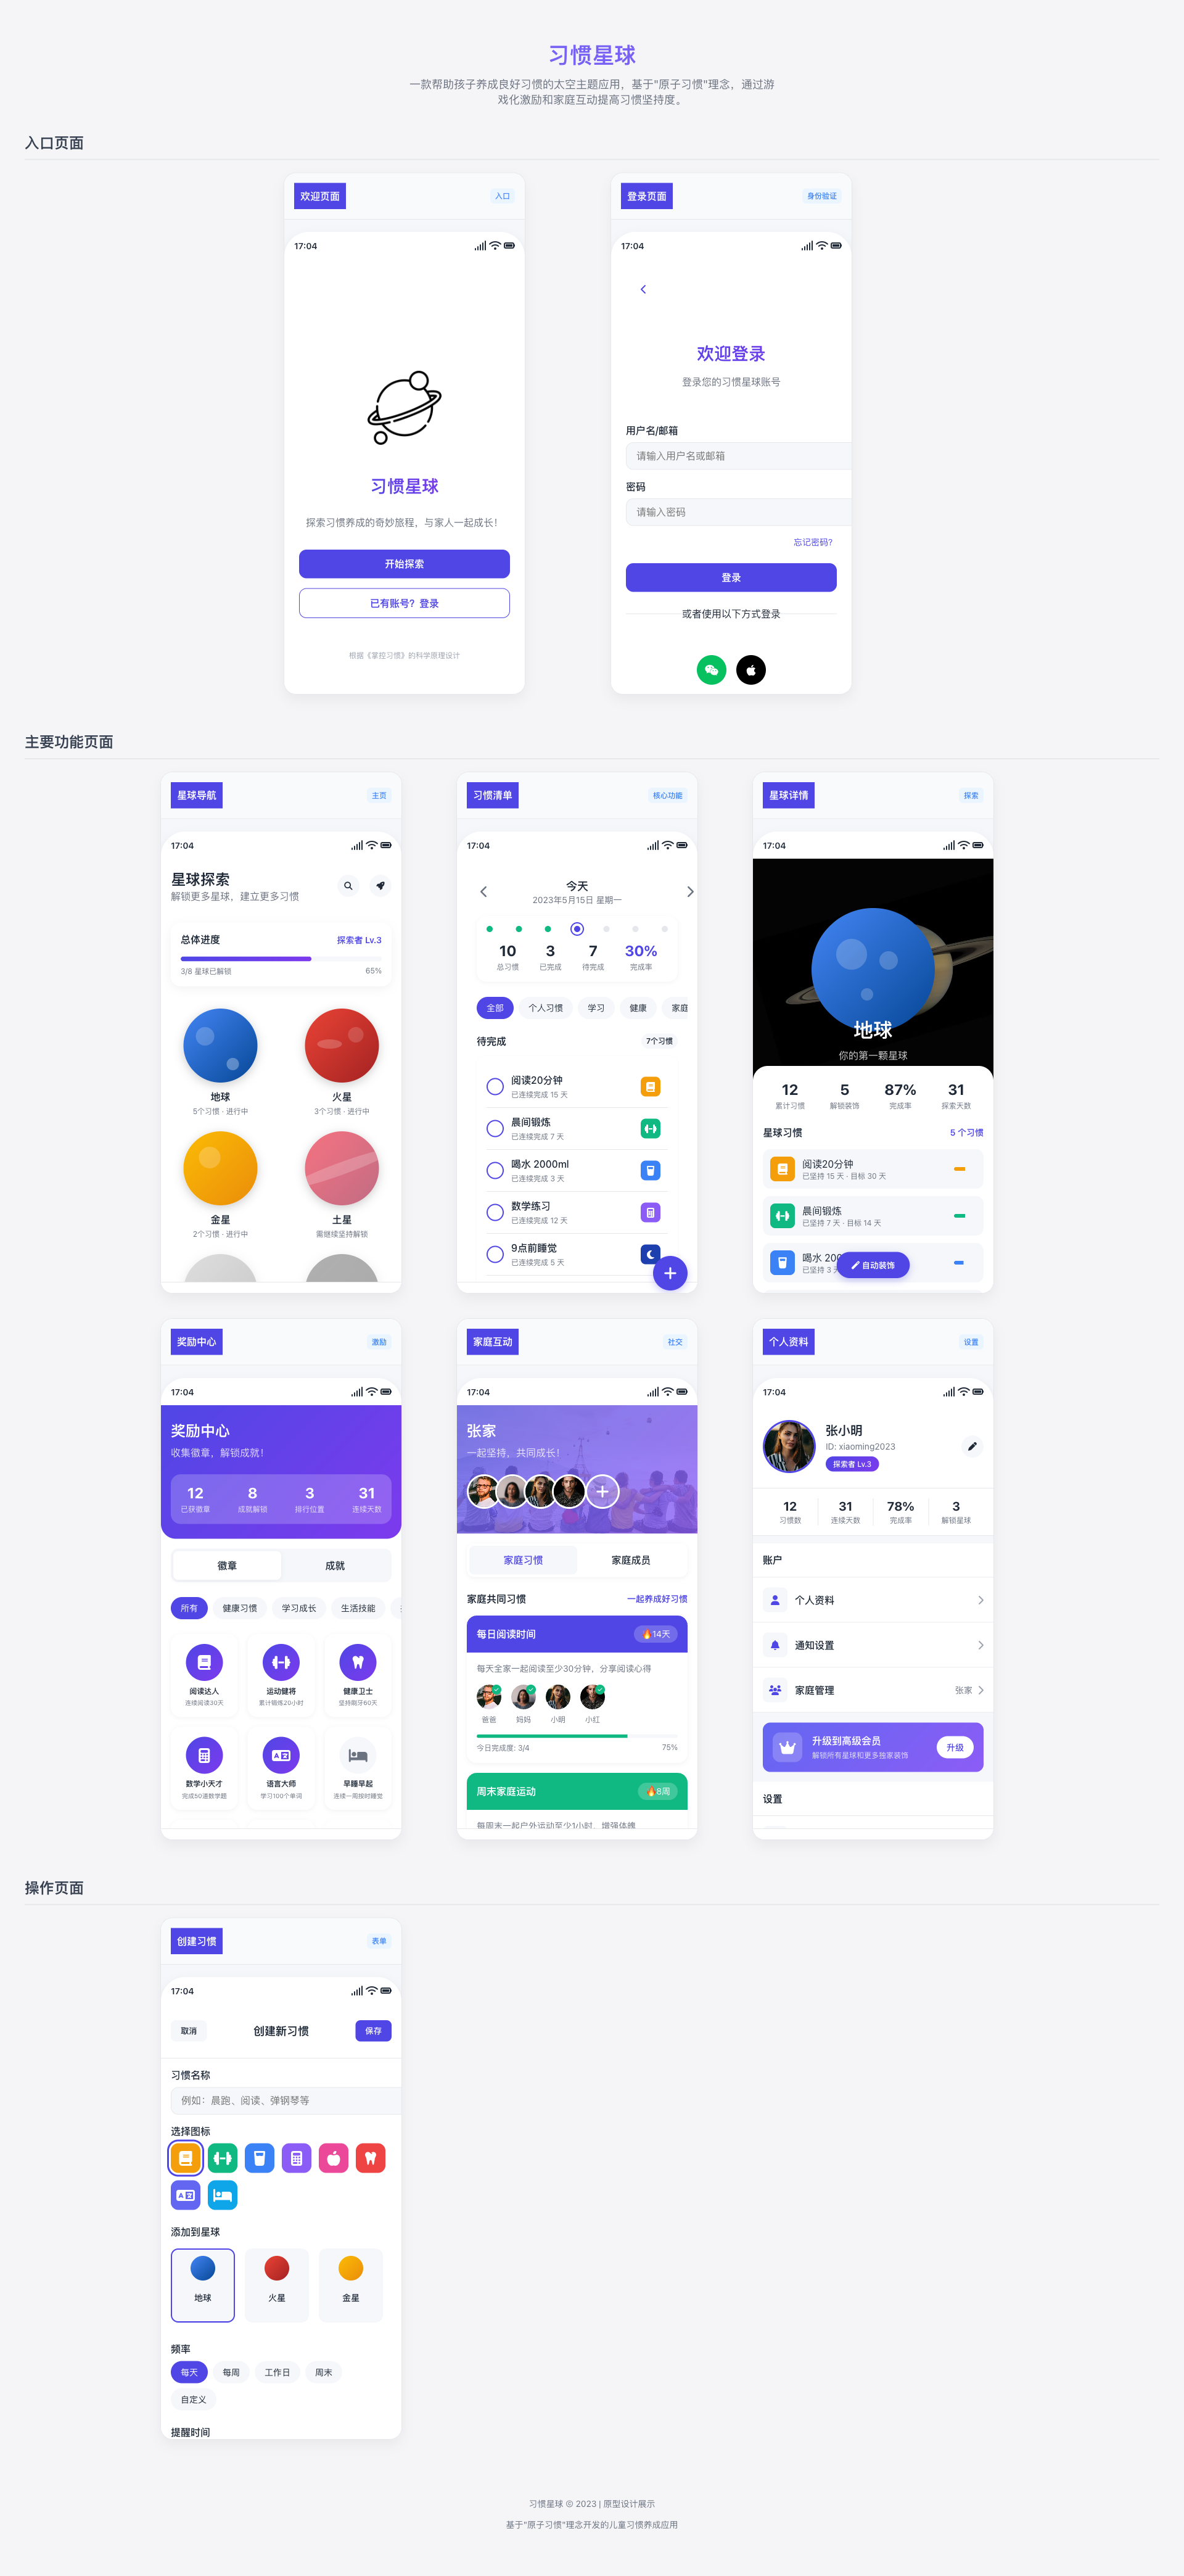 习惯星球
一款帮助孩子养成良好习惯的太空主题应用，基于"原子习惯"理念，通过游
戏化激励和家庭互动提高习惯坚持度。
入口页面
欢迎页面
入口
17:04
习惯星球
探索习惯养成的奇妙旅程，与家人一起成长！
开始探索
已有账号？登录
根据《掌控习惯》的科学原理设计
登录页面
身份验证
17:04
欢迎登录
登录您的习惯星球账号
用户名/邮箱
请输入用户名或邮箱
密码
请输入密码
忘记密码?
登录
或者使用以下方式登录
主要功能页面
星球导航
主页
17:04
星球探索
解锁更多星球，建立更多习惯
总体进度
探索者 Lv.3
3/8 星球已解锁
65%
地球
5个习惯 · 进行中
火星
3个习惯 · 进行中
金星
2个习惯 · 进行中
土星
需继续坚持解锁
习惯清单
核心功能
17:04
今天
2023年5月15日 星期一
10
总习惯
3
已完成
7
待完成
30%
完成率
全部
个人习惯
学习
健康
家庭
待完成
7个习惯
阅读20分钟
已连续完成 15 天
晨间锻炼
已连续完成 7 天
喝水 2000ml
已连续完成 3 天
数学练习
已连续完成 12 天
9点前睡觉
已连续完成 5 天
星球详情
探索
17:04
地球
你的第一颗星球
12
累计习惯
5
解锁装饰
87%
完成率
31
探索天数
星球习惯
5 个习惯
阅读20分钟
已坚持 15 天 · 目标 30 天
晨间锻炼
已坚持 7 天 · 目标 14 天
喝水 200
已坚持 3
自动装饰
奖励中心
激励
17:04
奖励中心
收集徽章，解锁成就！
12
已获徽章
8
成就解锁
3
排行位置
31
连续天数
徽章
成就
所有
健康习惯
学习成长
生活技能
阅读达人
连续阅读30天
运动健将
累计锻炼20小时
健康卫士
坚持刷牙60天
数学小天才
完成50道数学题
语言大师
学习100个单词
早睡早起
连续一周按时睡觉
家庭互动
社交
17:04
张家
一起坚持，共同成长！
家庭习惯
家庭成员
家庭共同习惯
一起养成好习惯
每日阅读时间
🔥14天
每天全家一起阅读至少30分钟，分享阅读心得
爸爸
妈妈
小明
小红
今日完成度: 3/4
75%
周末家庭运动
🔥8周
每周末一起户外运动至少1小时，增强体魄
个人资料
设置
17:04
张小明
ID: xiaoming2023
探索者 Lv.3
12
习惯数
31
连续天数
78%
完成率
3
解锁星球
账户
个人资料
通知设置
家庭管理
张家
升级到高级会员
解锁所有星球和更多独家装饰
升级
设置
操作页面
创建习惯
表单
17:04
取消
创建新习惯
保存
习惯名称
例如：晨跑、阅读、弹钢琴等
选择图标
添加到星球
地球
火星
金星
频率
每天
每周
工作日
周末
自定义
提醒时间
习惯星球 © 2023 | 原型设计展示
基于"原子习惯"理念开发的儿童习惯养成应用